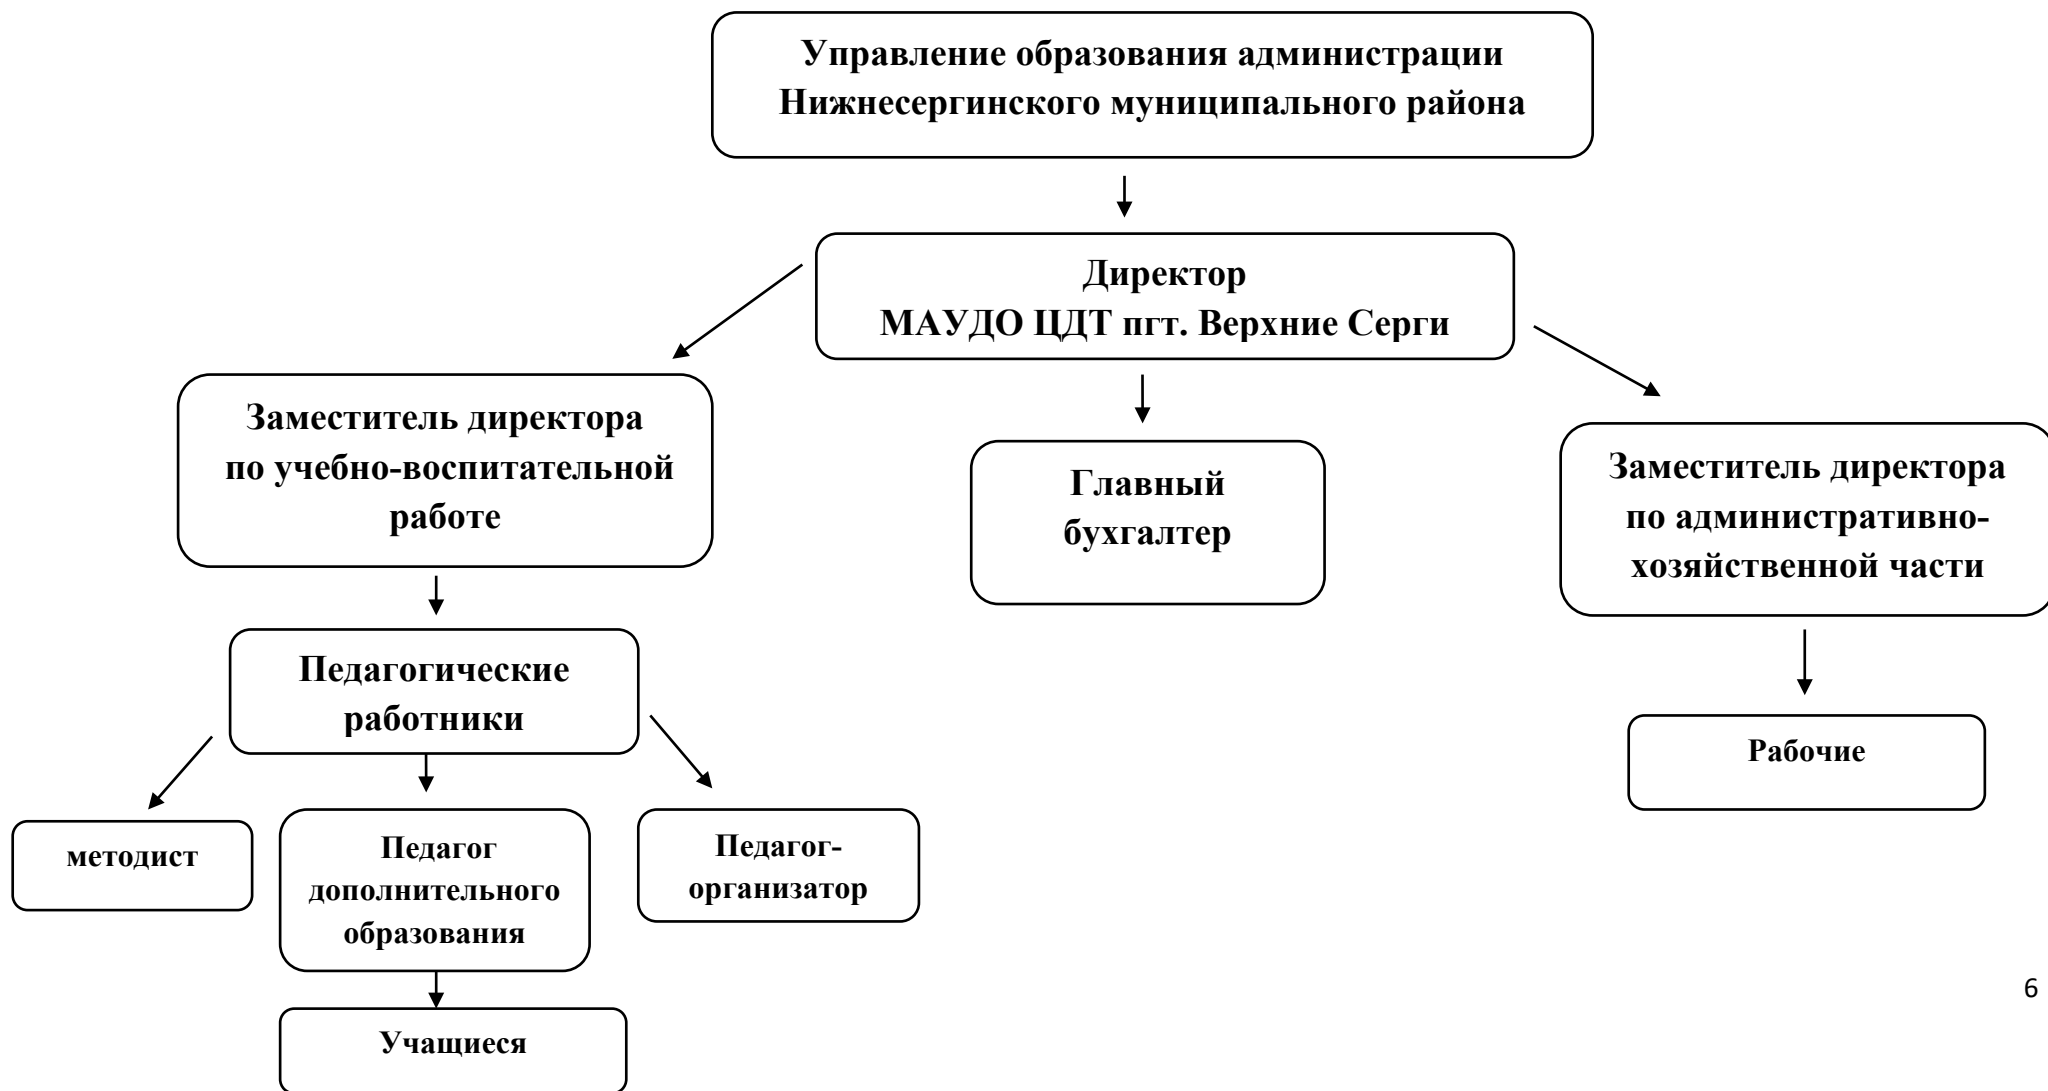 Управление образования администрации
Нижнесергинского муниципального района
Директор
МАУДО ЦДТ пгт. Верхние Серги
Заместитель директора
по учебно-воспитательной
работе
Главный
бухгалтер
Заместитель директора
по административно-
хозяйственной части
Педагогические
работники
Рабочие
методист
Педагог
дополнительного
образования
Педагог-
организатор
Учащиеся
6